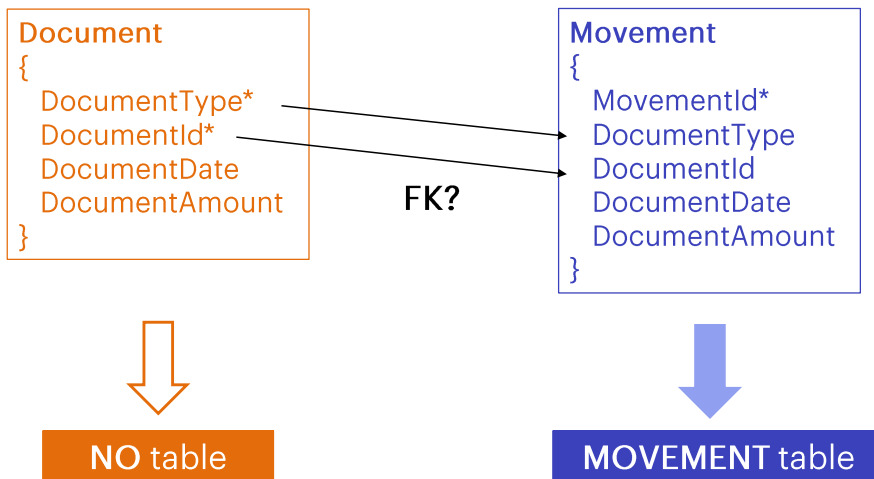 Document
{
DocumentType*
DocumentId*
DocumentDate
DocumentAmount
}
FK?
Movement
{
MovementId*
DocumentType
DocumentId
DocumentDate
DocumentAmount
}
NO table
MOVEMENT table